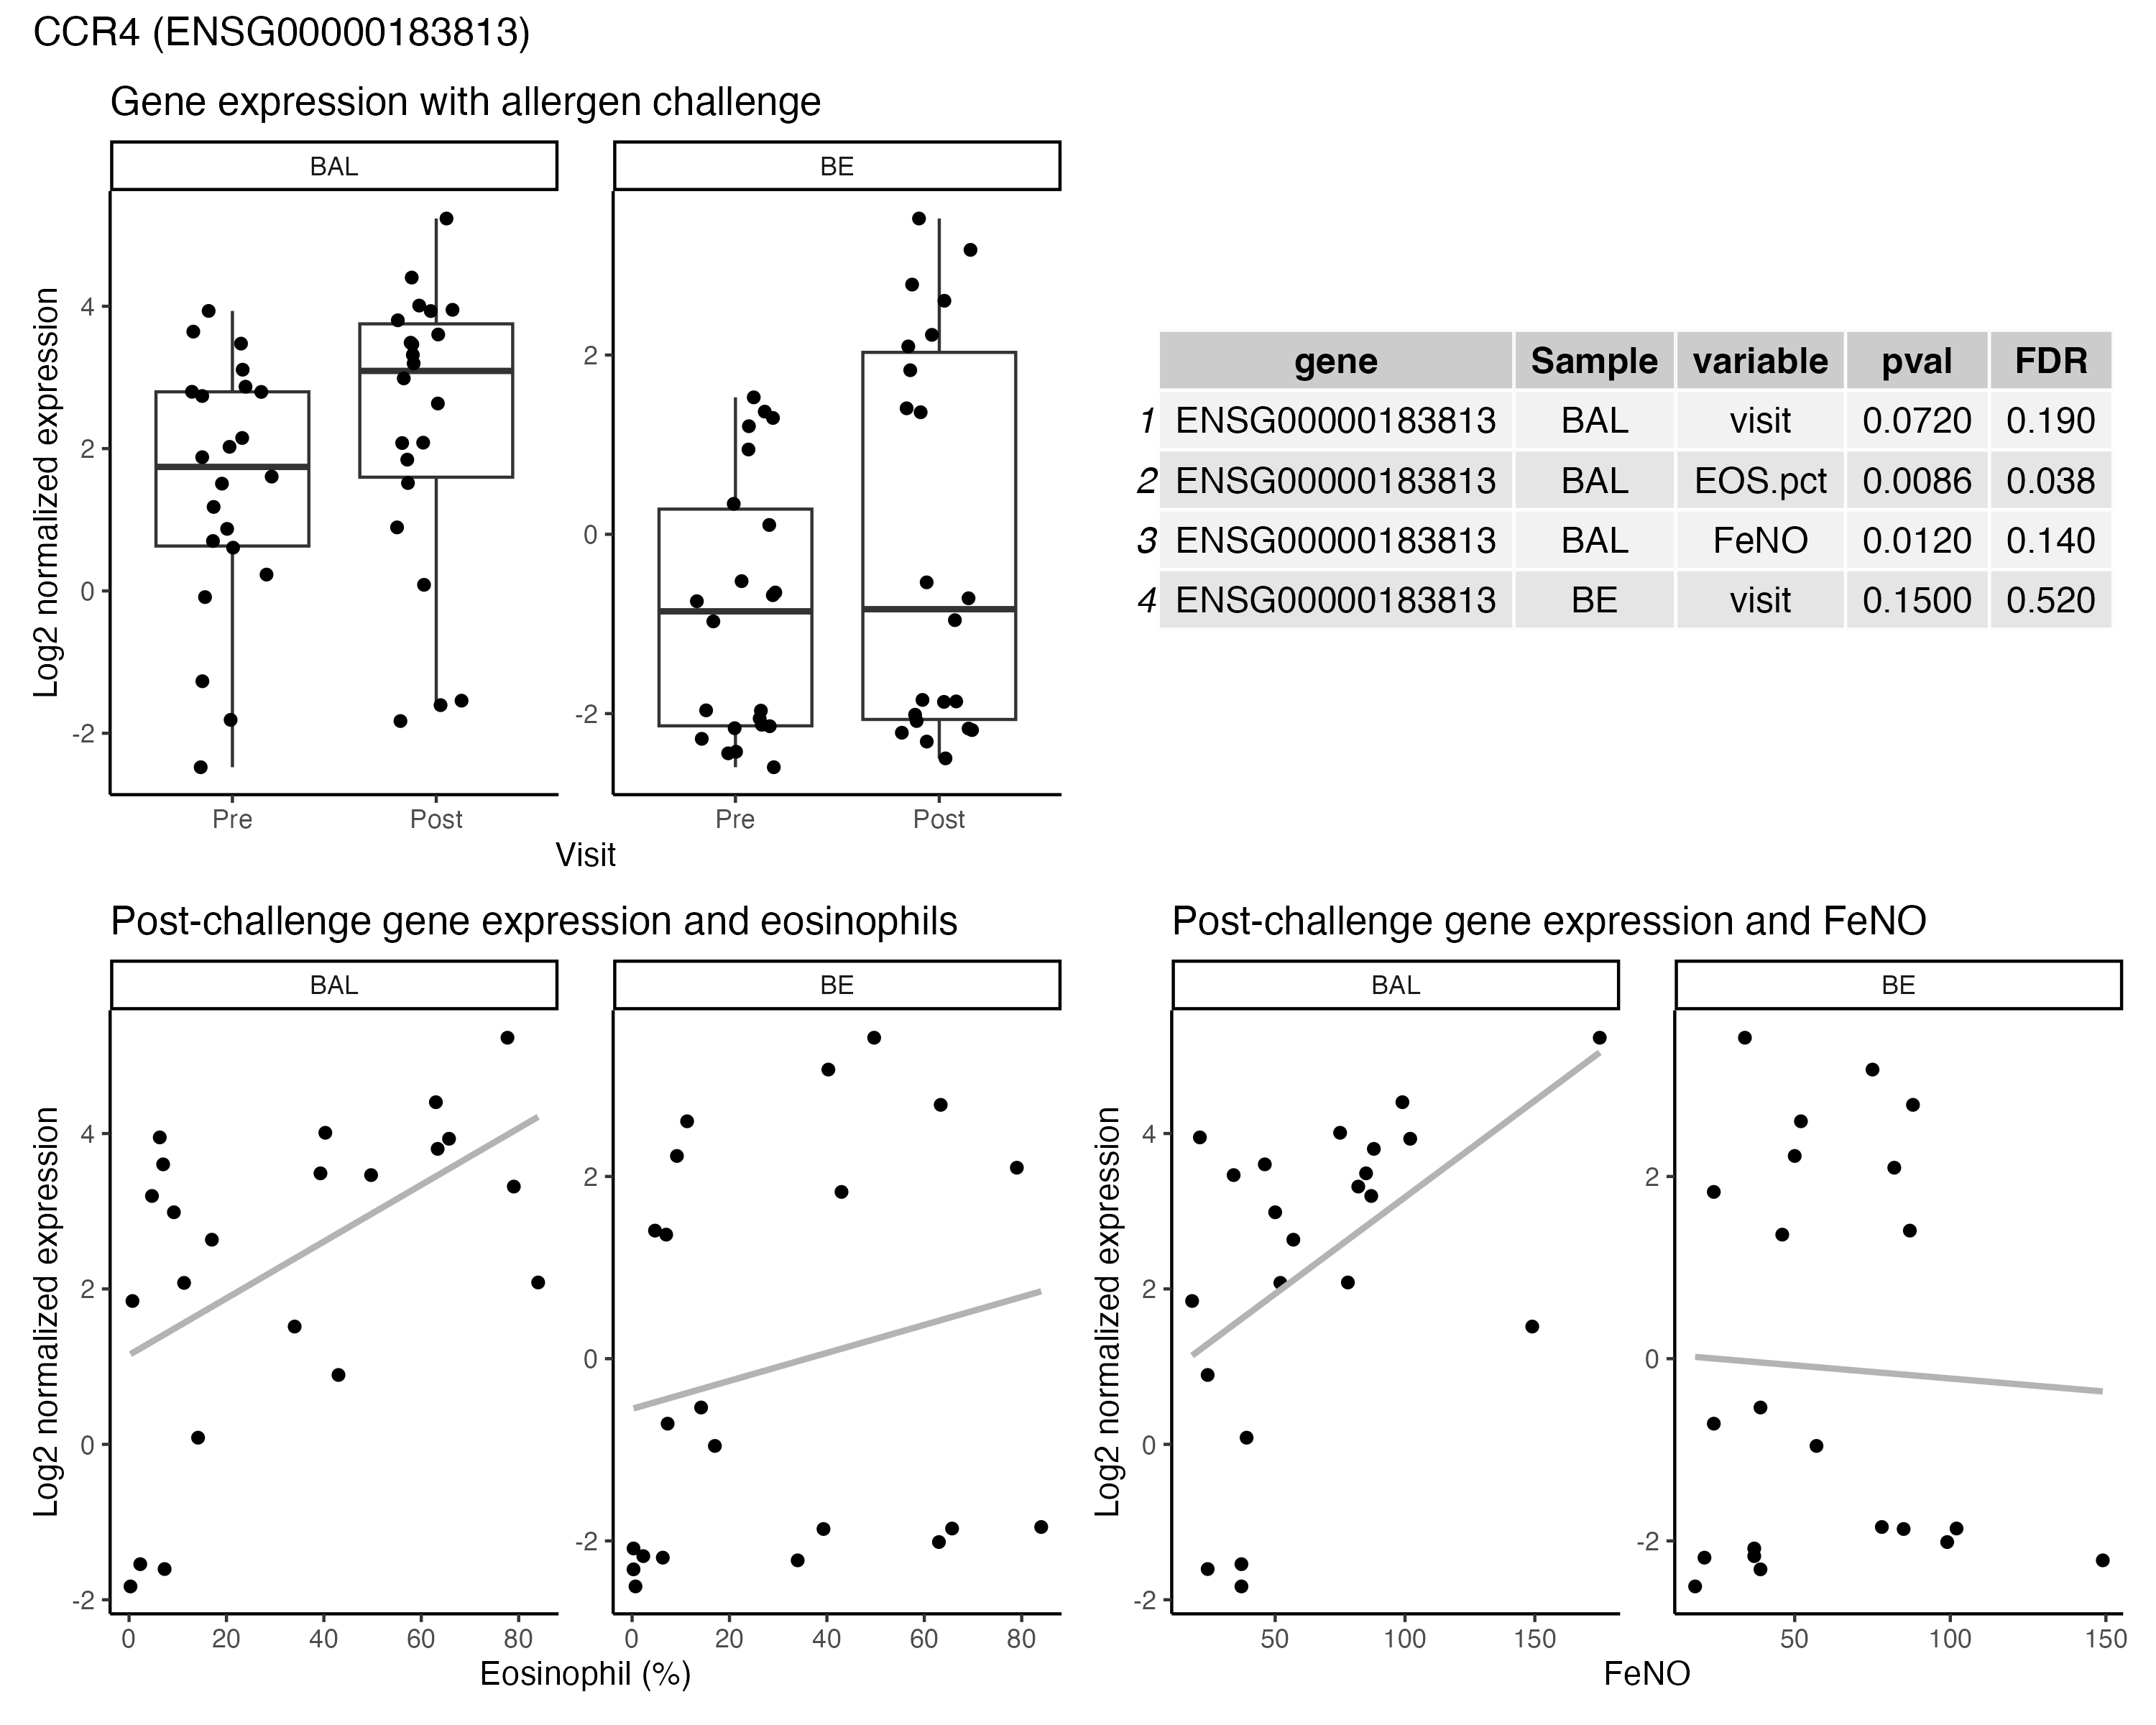 CCR4 (ENSG00000183813)
Gene expression with allergen challenge
BAL BE
Log2 normalized expression
4
2
0
-2
2
0
-2
Pre Post Pre Post
Visit
gene Sample variable pval FDR
1 ENSG00000183813 BAL visit 0.0720 0.190
2 ENSG00000183813 BAL EOS.pct 0.0086 0.038
3 ENSG00000183813 BAL FeNO 0.0120 0.140
4 ENSG00000183813 BE visit 0.1500 0.520
Post-challenge gene expression and eosinophils
BAL BE
Log2 normalized expression
4
2
0
-2
2
0
-2
0 20 40 60 80 0 20 40 60 80
Eosinophil (%)
Post-challenge gene expression and FeNO
BAL BE
Log2 normalized expression
4
2
0
-2
2
0
-2
50 100 150 50 100 150
FeNO